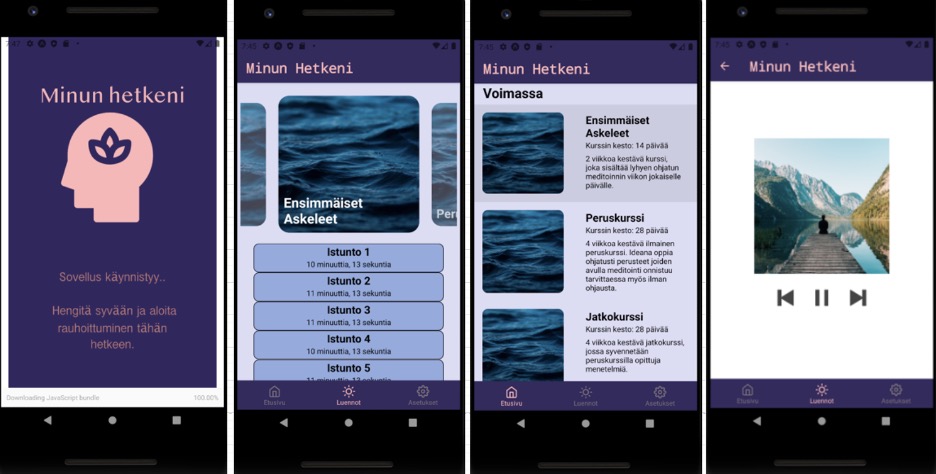 7:41
Minun hetkeni
Sovellus käynnistyy..
Hengitä syvään ja aloita
rauhoittuminen tähän
hetkeen.
Downloading JavaScript bundle
100.00%
7:45
Minun Hetkeni
Ensimmäiset
Askeleet
Peru
Istunto 1
10 minuuttia, 13 sekuntia
Istunto 2
11 minuuttia, 13 sekuntia
Istunto 3
11 minuuttia, 13 sekuntia
Istunto 4
10 minuuttia, 13 sekuntia
Istunto 5
11 minuuttia, 13 sekuntia
Etusivu
Luennot
Asetukset
7:45
Minun Hetkeni
Voimassa
Ensimmäiset
Askeleet
Kurssin kesto: 14 päivää
2 viikkoa kestävä kurssi,
joka sisältää lyhyen ohjatun
meditoinnin viikon jokaiselle
päivälle.
Peruskurssi
Kurssin kesto: 28 päivää
4 viikkoa kestävä ilmainen
peruskurssi. Ideana oppia
ohjatusti perusteet joiden
avulla meditointi onnistuu
tarvittaessa myös ilman
ohjausta.
Jatkokurssi
Kurssin kesto: 28 päivää
4 viikkoa kestävä jatkokurssi,
jossa syvennetään
peruskurssilla opittuja
menetelmiä.
Etusivu
Luennot
Asetukset
7:45
Minun Hetkeni
Etusivu
Luennot
Asetukset